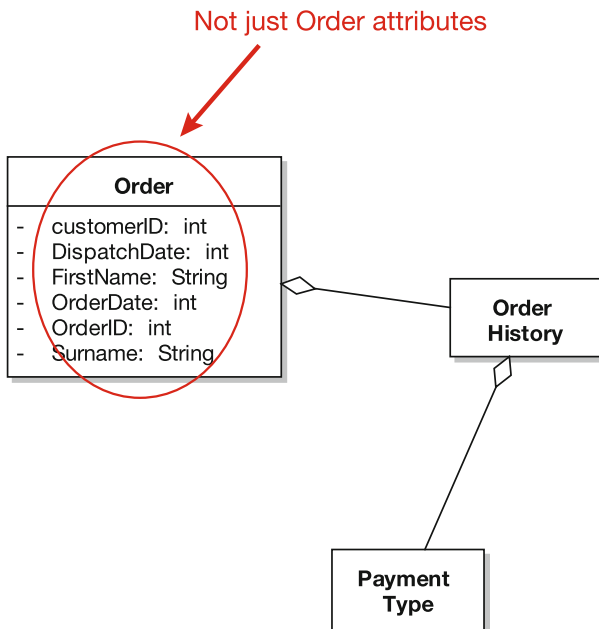 Not just Order attributes
Order
- customerID: int
- DispatchDate: int
- FirstName: String
- OrderDate: int
- OrderID: int
- Surname: String
Order
History
Payment
Type